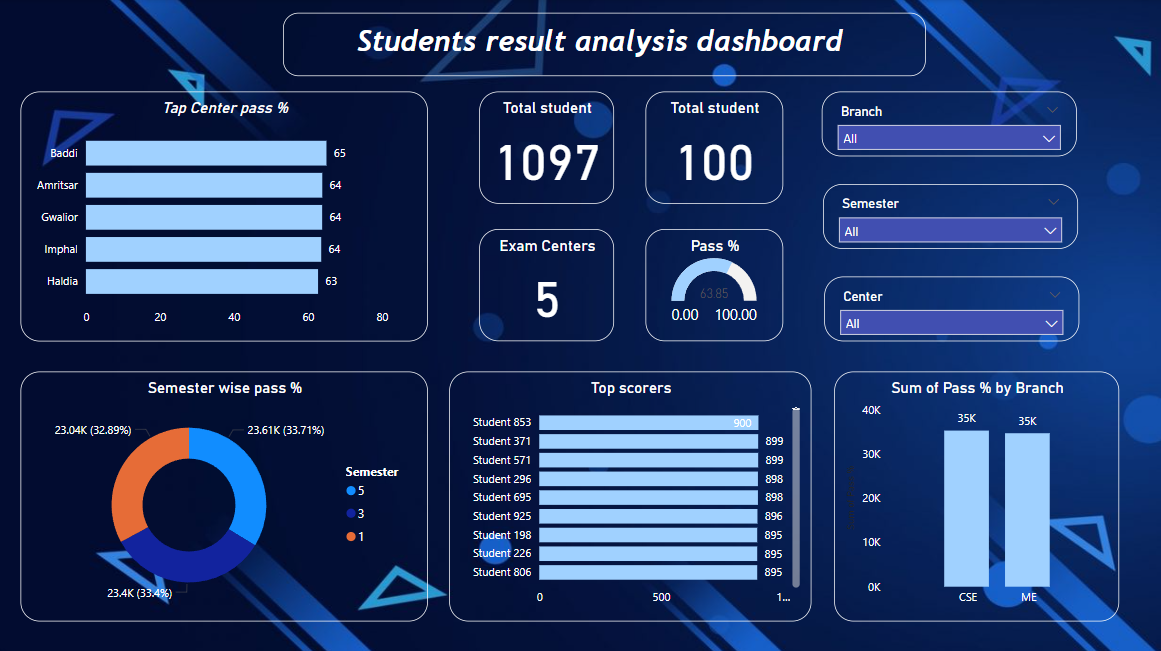 Students result analysis dashboard
Tap Center pass %
Baddi 65
Amritsar 64
Gwalior 64
Imphal 64
Haldia 63
0 20 40 60 80
Total student
1097
Total student
100
Exam Centers
5
Pass %
63.85
0.00 100.00
Branch
All
Semester
All
Center
All
Semester wise pass %
23.04K (32.89%)
23.61K (33.71%)
23.4K (33.4%)
Semester
5
3
1
Top scorers
Student 853 900
Student 371 899
Student 571 899
Student 296 898
Student 695 898
Student 925 896
Student 198 895
Student 226 895
Student 806 895
0 500 1...
Sum of Pass % by Branch
40K
30K
20K
10K
0K
35K 35K
CSE ME